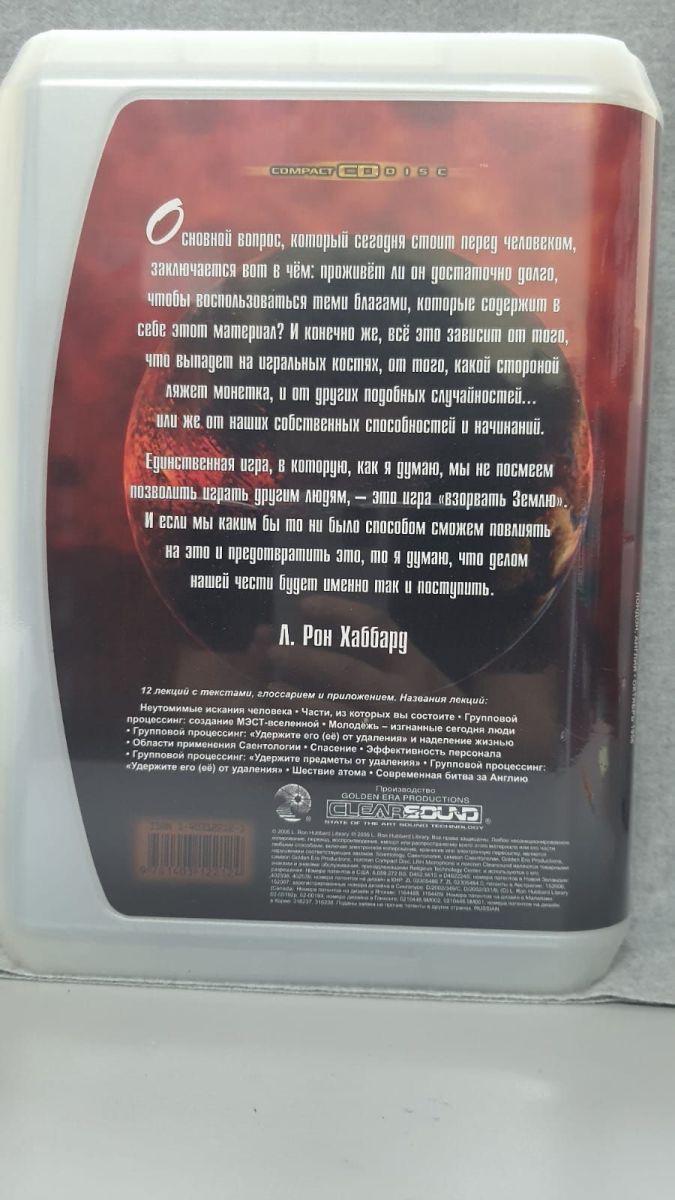 COMPACT CD DISC ™
Основной вопрос, который сегодня стоит перед человеком,
заключается вот в чём: проживёт ли он достаточно долго,
чтобы воспользоваться теми благами, которые содержит в
себе этот материал? И конечно же, всё это зависит от того,
что выпадет на игральных костях, от того, какой стороной
ляжет монетка, и от других подобных случайностей...
или же от наших собственных способностей и начинаний.
Единственная игра, в которую, как я думаю, мы не посмеем
позволить играть другим людям, – это игра «взорвать Землю».
И если мы каким бы то ни было способом сможем повлиять
на это и предотвратить это, то я думаю, что делом
нашей чести будет именно так и поступить.
Л. Рон Хаббард
12 лекций с текстами, глоссарием и приложением. Названия лекций:
Неутомимые искания человека • Части, из которых вы состоите • Групповой
процессинг: создание МЭСТ-вселенной • Молодёжь – изгнанные сегодня люди
• Групповой процессинг: «Удержите его (её) от удаления» и наделение жизнью
• Области применения Саентологии • Спасение • Эффективность персонала
• Групповой процессинг: «Удержите предметы от удаления» • Групповой процессинг:
«Удержите его (её) от удаления» • Шествие атома • Современная битва за Англию
Производство
GOLDEN ERA PRODUCTIONS
CLEARSOUND®
STATE OF THE ART SOUND TECHNOLOGY